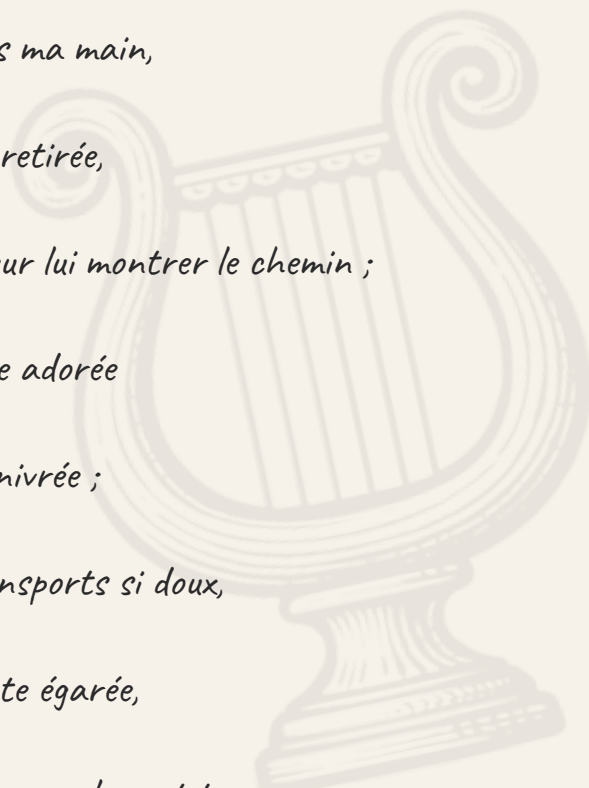 s ma main,
retirée,
ur lui montrer le chemin ;
e adorée
nivrée ;
nsports si doux,
te égarée,